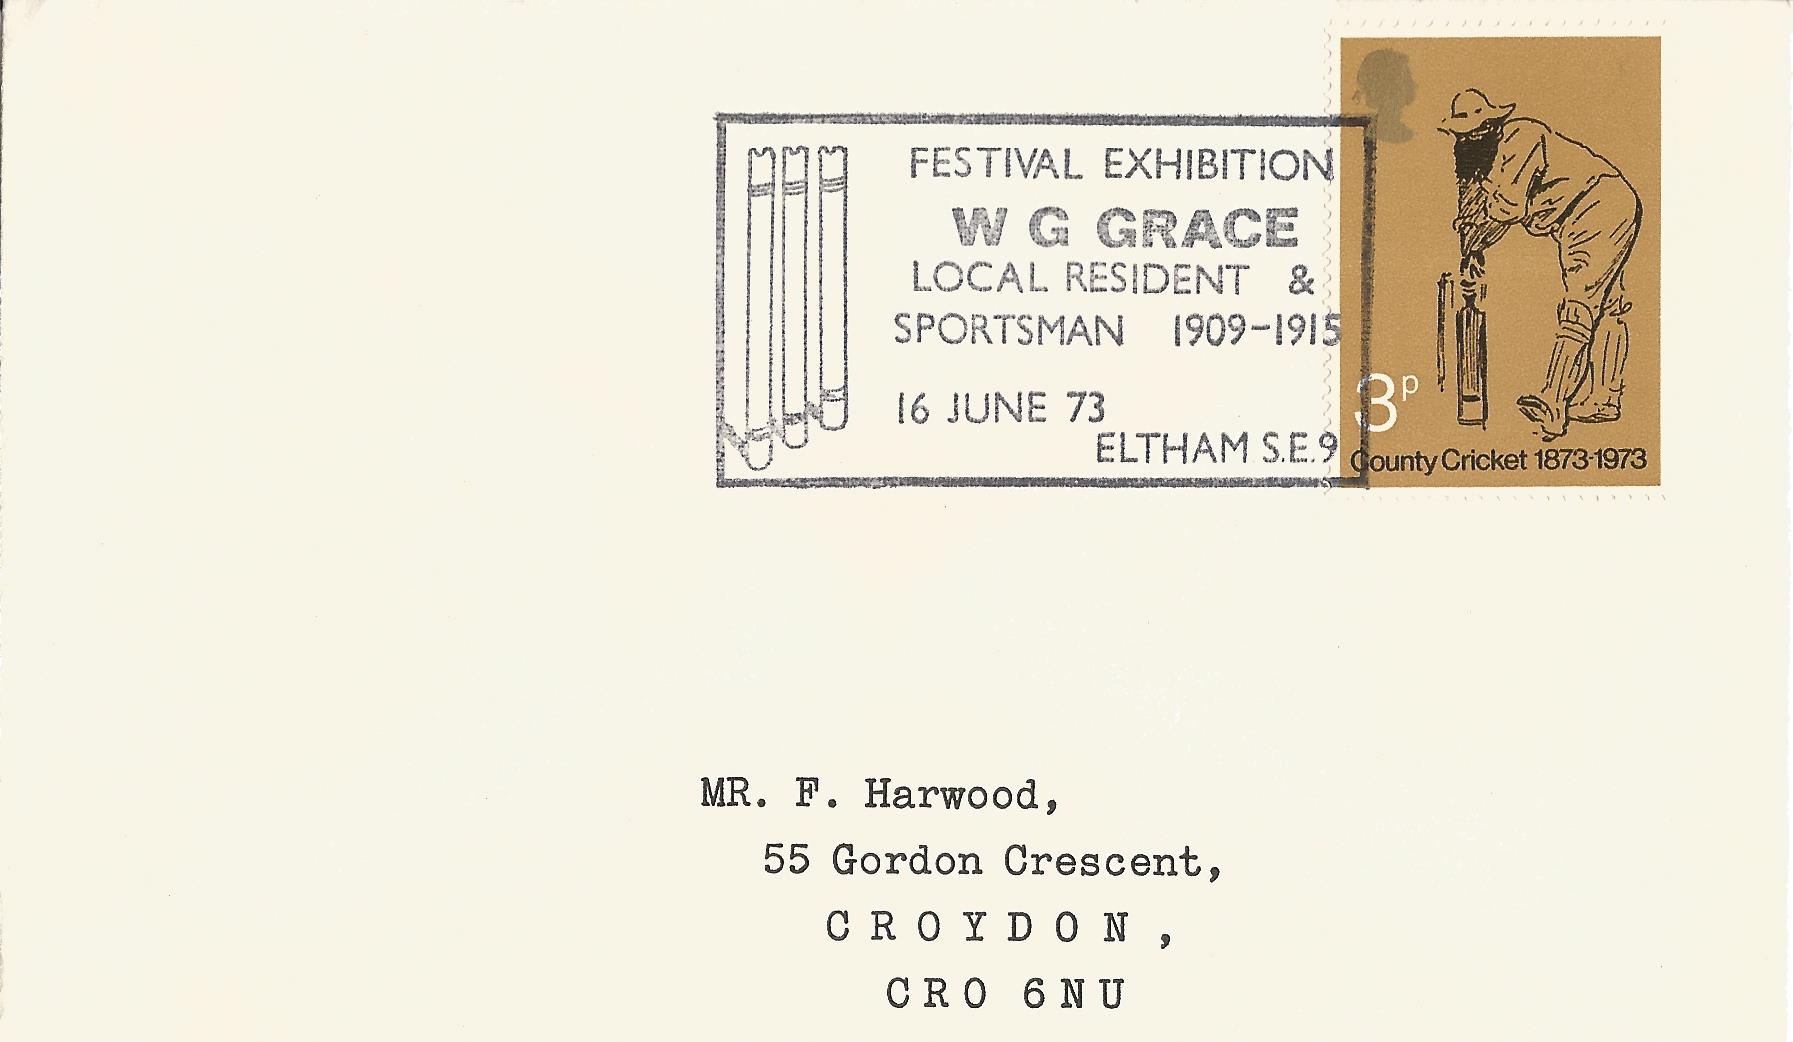 FESTIVAL EXHIBITION
W G GRACE
LOCAL RESIDENT &
SPORTSMAN 1909-1915
16 JUNE 73
ELTHAM S.E.9
3p
County Cricket 1873-1973
MR. F. Harwood,
55 Gordon Crescent,
CROYDON,
CRO 6NU